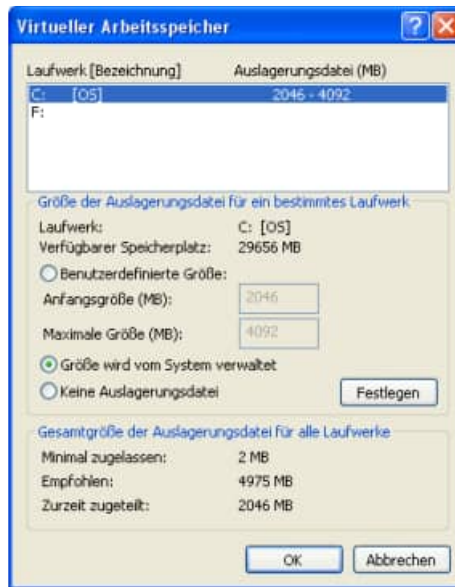 Virtueller Arbeitsspeicher
Laufwerk [Bezeichnung] Auslagerungsdatei (MB)
C: [OS] 2046 - 4092
F:
Größe der Auslagerungsdatei für ein bestimmtes Laufwerk
Laufwerk: C: [OS]
Verfügbarer Speicherplatz: 29656 MB
Benutzerdefinierte Größe:
Anfangsgröße (MB): 2046
Maximale Größe (MB): 4092
Größe wird vom System verwaltet
Keine Auslagerungsdatei Festlegen
Gesamtgröße der Auslagerungsdatei für alle Laufwerke
Minimal zugelassen: 2 MB
Empfohlen: 4975 MB
Zurzeit zugeteilt: 2046 MB
OK Abbrechen